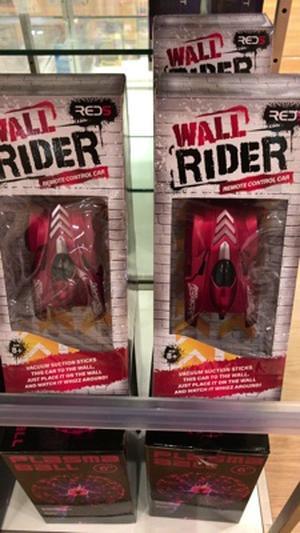 RED5
WALL
RIDER
REMOTE CONTROL CAR
VACUUM SUCTION STICKS
THIS CAR TO THE WALL.
JUST PLACE IT ON THE WALL
AND WATCH IT WHIZZ AROUND!
RED5
WALL
RIDER
REMOTE CONTROL CAR
VACUUM SUCTION STICKS
THIS CAR TO THE WALL.
JUST PLACE IT ON THE WALL
AND WATCH IT WHIZZ AROUND!
RED5
WALL
PLASMA
BALL
PLASMA
BALL